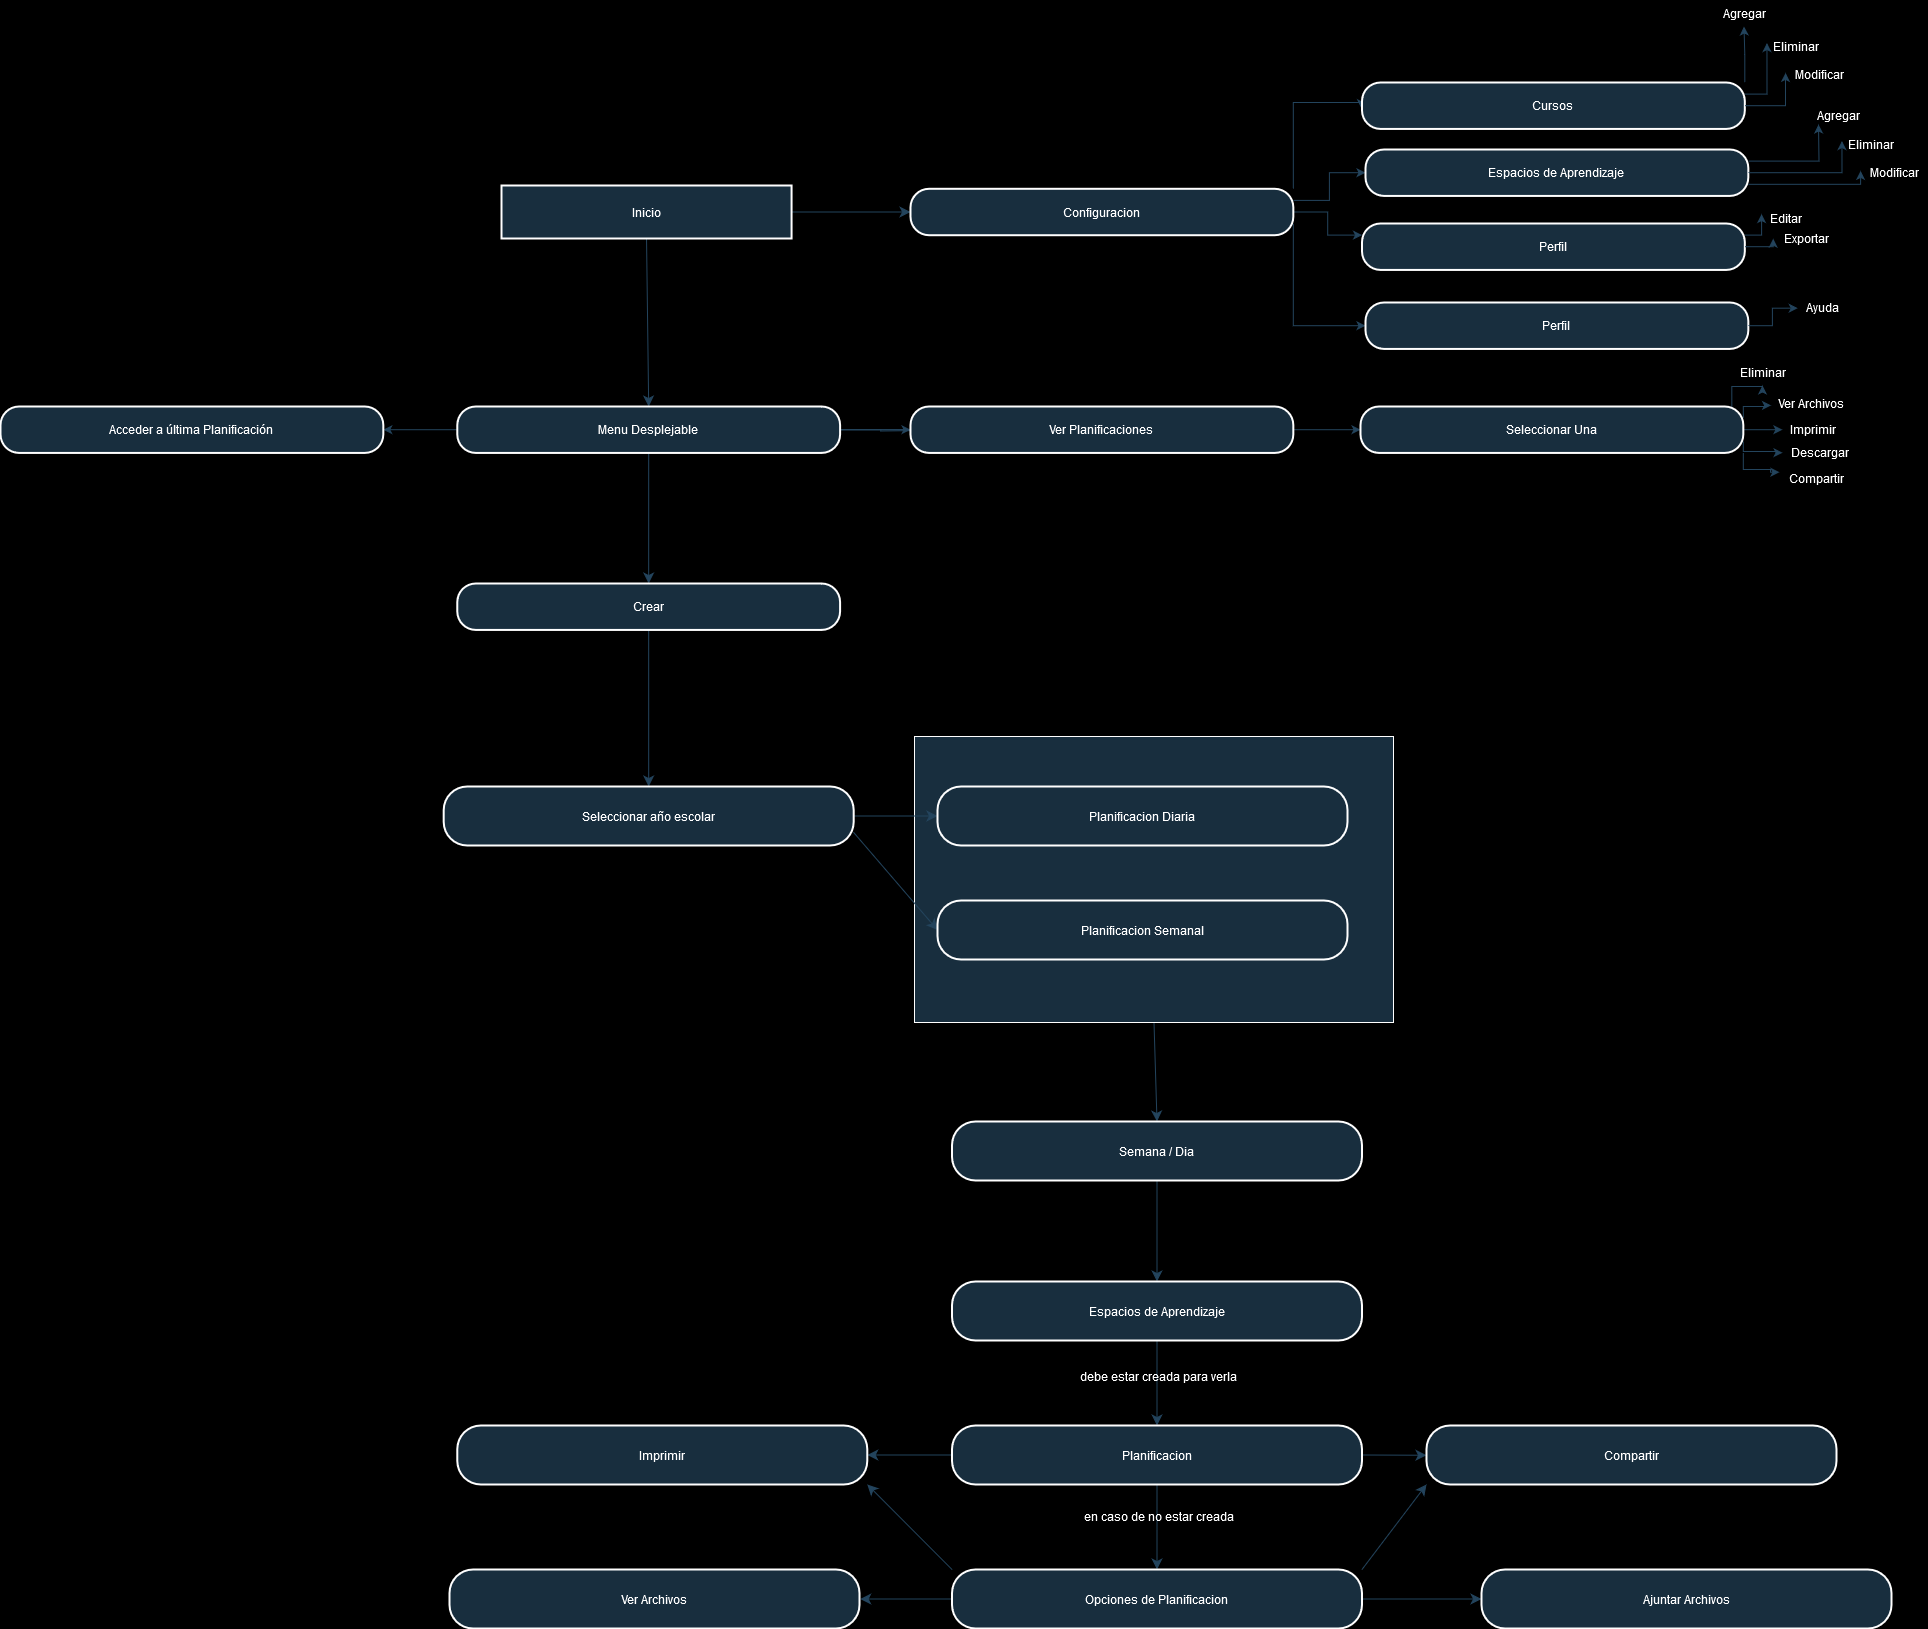 Agregar
Eliminar
Modificar
Cursos
Agregar
Eliminar
Modificar
Espacios de Aprendizaje
Inicio
Configuracion
Editar
Exportar
Perfil
Ayuda
Perfil
Eliminar
Ver Archivos
Imprimir
Descargar
Compartir
Acceder a última Planificación
Menu Desplejable
Ver Planificaciones
Seleccionar Una
Crear
Seleccionar año escolar
Planificacion Diaria
Planificacion Semanal
Semana / Dia
Espacios de Aprendizaje
debe estar creada para verla
Imprimir
Planificacion
Compartir
en caso de no estar creada
Ver Archivos
Opciones de Planificacion
Ajuntar Archivos